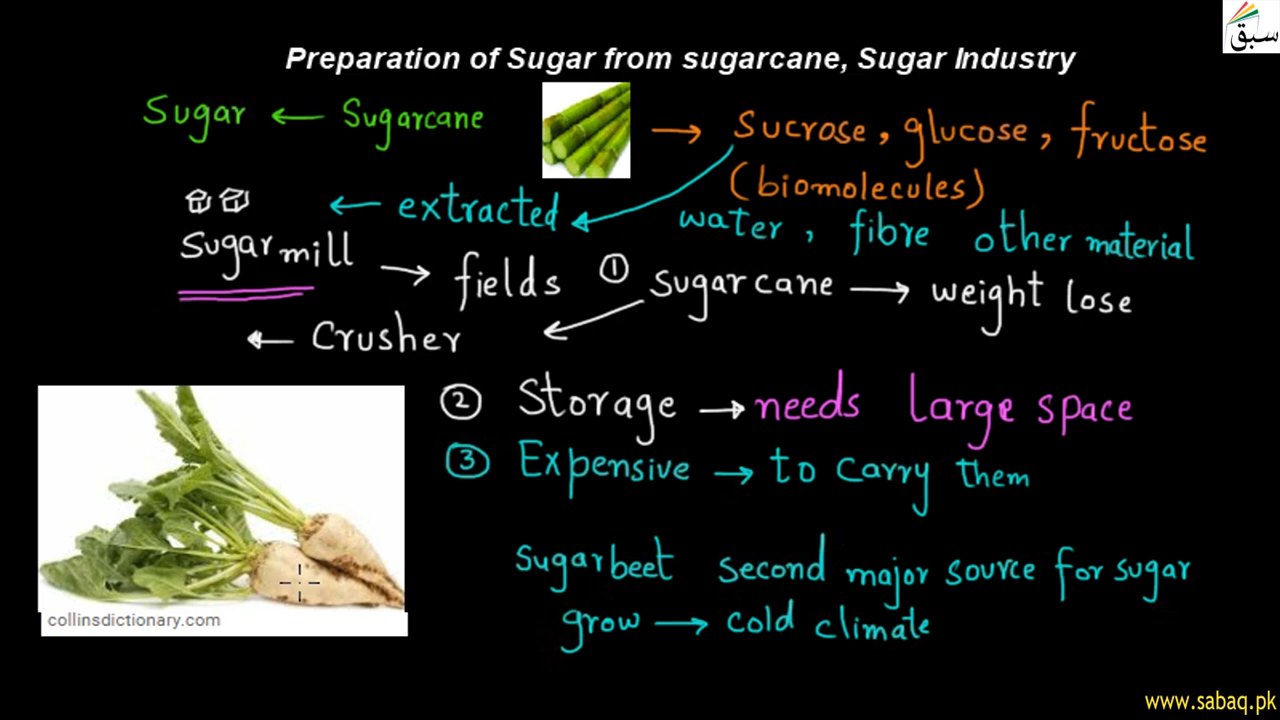 سبق
Preparation of Sugar from sugarcane, Sugar Industry
Sugar ← Sugarcane → Sucrose, glucose, fructose
(biomolecules)
← extracted water, fibre other material
Sugar mill → fields ① Sugarcane → weight lose
← Crusher
② Storage → needs large space
③ Expensive → to carry them
Sugarbeet second major source for sugar
grow → cold climate
collinsdictionary.com
www.sabaq.pk